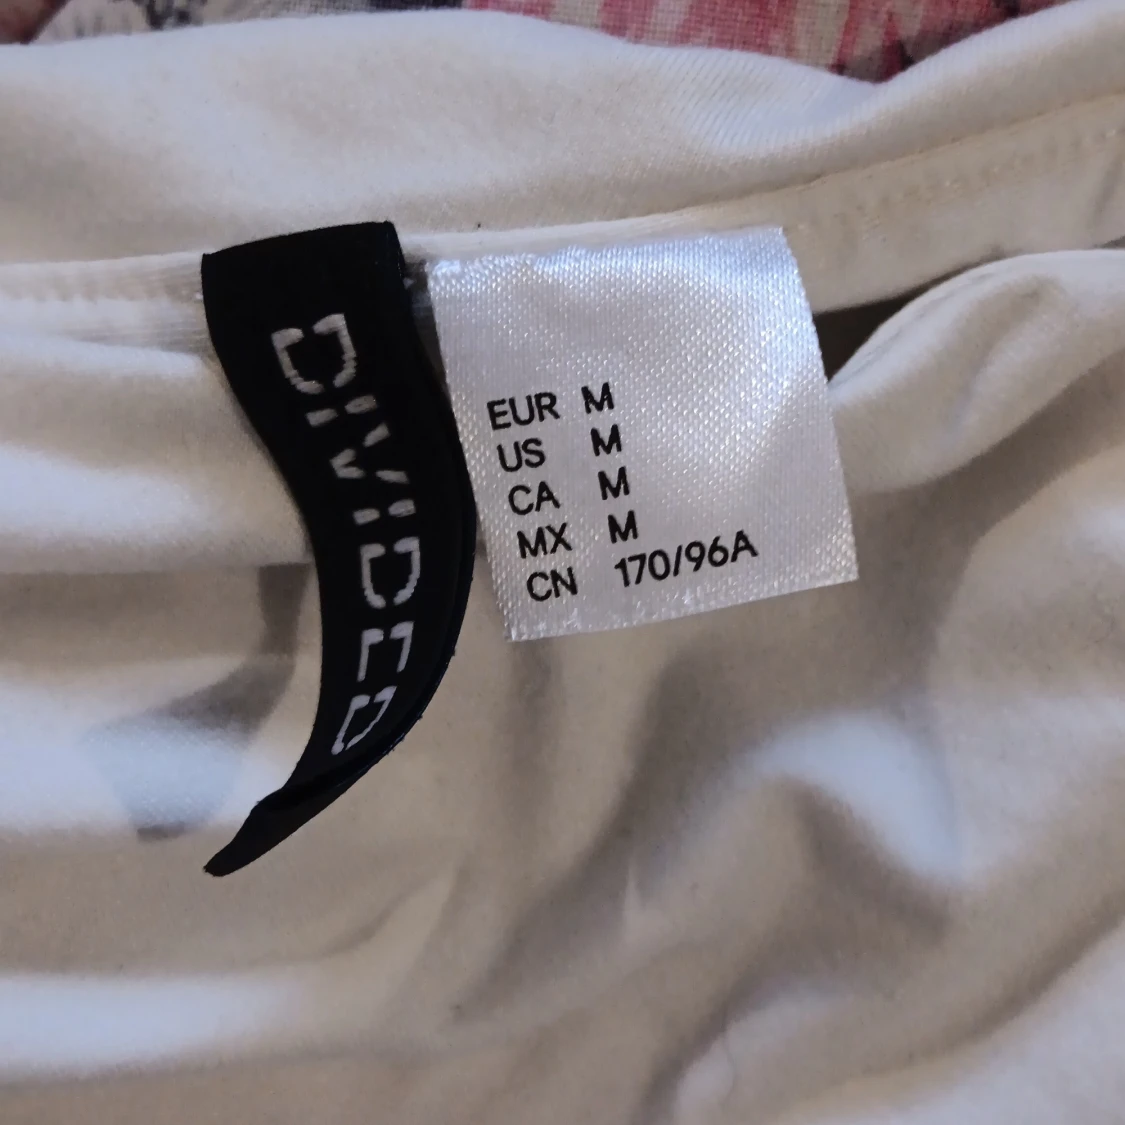 DIVIDED
EUR M
US M
CA M
MX M
CN 170/96A